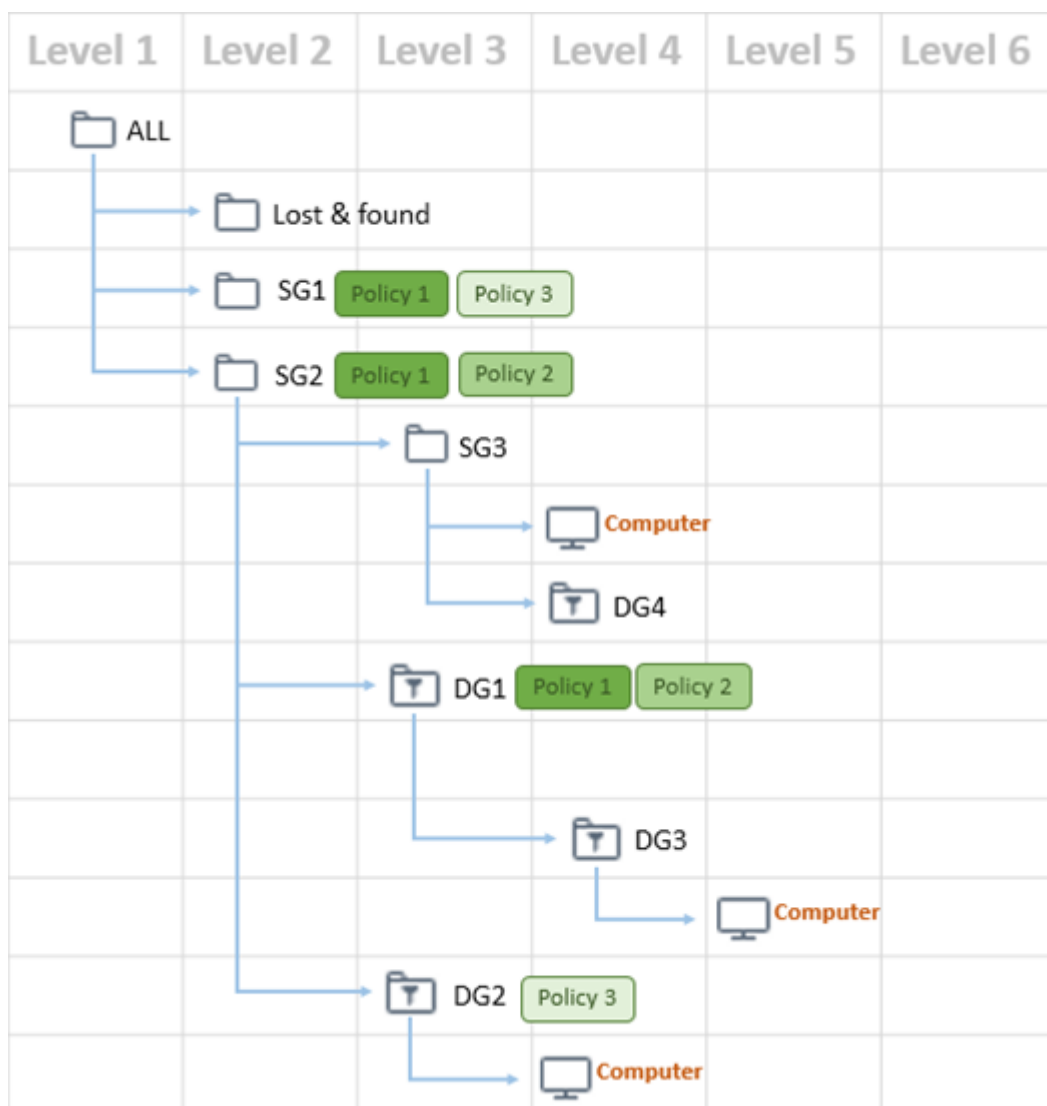 Level 1 Level 2 Level 3 Level 4 Level 5 Level 6
ALL
Lost & found
SG1 Policy 1 Policy 3
SG2 Policy 1 Policy 2
SG3
Computer
DG4
DG1 Policy 1 Policy 2
DG3
Computer
DG2 Policy 3
Computer